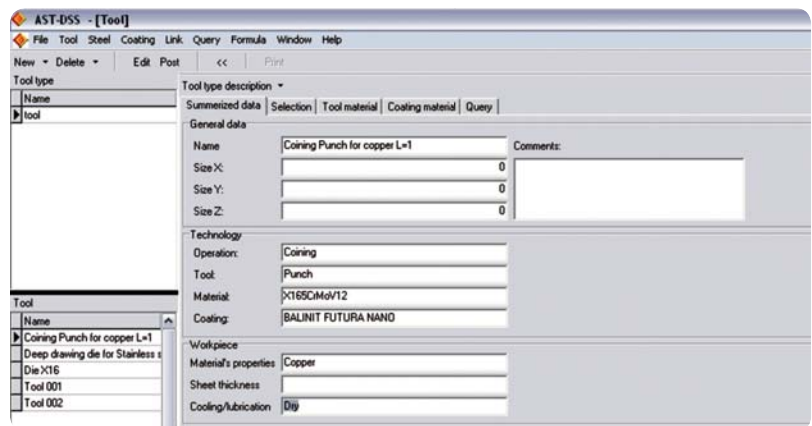 AST-DSS - [Tool]
File Tool Steel Coating Link Query Formula Window Help
New Delete Edit Post << Print
Tool type
Name
tool
Tool type description
Summerized data Selection Tool material Coating material Query
General data
Name Coining Punch for copper L=1 Comments:
Size X: 0
Size Y: 0
Size Z: 0
Technology
Operation: Coining
Tool: Punch
Material: X165CrMoV12
Coating: BALINIT FUTURA NANO
Workpiece
Material's properties Copper
Sheet thickness
Cooling/lubrication Dry
Tool
Name
Coining Punch for copper L=1
Deep drawing die for Stainless s
Die X16
Tool 001
Tool 002